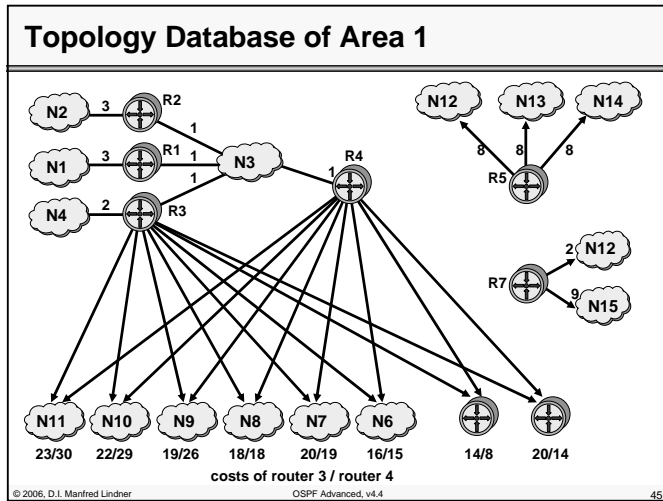 Topology Database of Area 1
N2 3 R2
1
N1 3 R1 1 N3 R4
1 1
N4 2 R3
N12 N13 N14
8 8 8
R5
2 N12
R7
9 N15
N11 N10 N9 N8 N7 N6
23/30 22/29 19/26 18/18 20/19 16/15 14/8 20/14
costs of router 3 / router 4
© 2006, D.I. Manfred Lindner OSPF Advanced, v4.4 45